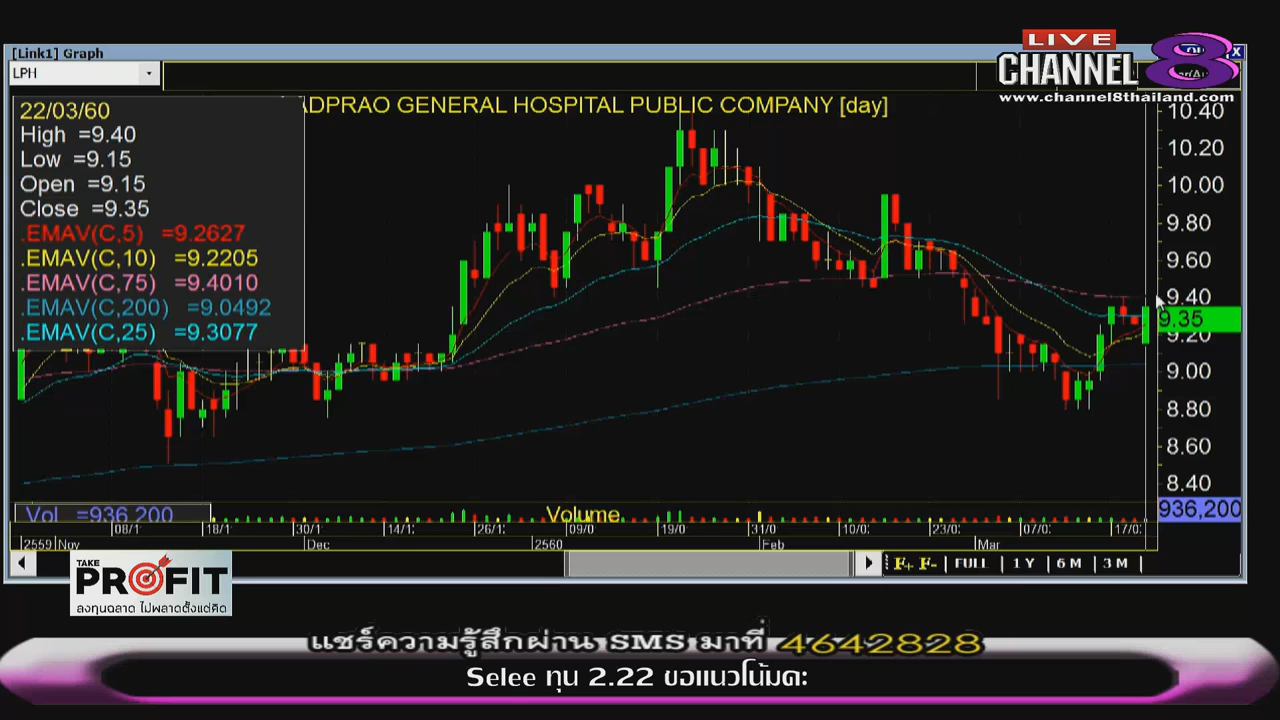 [Link1] Graph
LIVE
CHANNEL 8
www.channel8thailand.com
LPH
ADPRAO GENERAL HOSPITAL PUBLIC COMPANY [day]
22/03/60
High =9.40
Low =9.15
Open =9.15
Close =9.35
.EMAV(C,5) =9.2627
.EMAV(C,10) =9.2205
.EMAV(C,75) =9.4010
.EMAV(C,200) =9.0492
.EMAV(C,25) =9.3077
10.40
10.20
10.00
9.80
9.60
9.40
9.35
9.20
9.00
8.80
8.60
8.40
Vol =936,200
Volume
936,200
08/1 18/1 30/1 14/1 26/1 09/0 19/0 31/0 10/0 23/0 07/0 17/0
2559 Nov Dec 2560 Feb Mar
F+ F- FULL 1 Y 6 M 3 M
TAKE
PROFIT
ลงทุนฉลาด ไม่พลาดตั้งแต่คิด
แชร์ความรู้สึกผ่าน SMS มาที่ 4642828
Selee ทุน 2.22 ขอแนวโน้มคะ